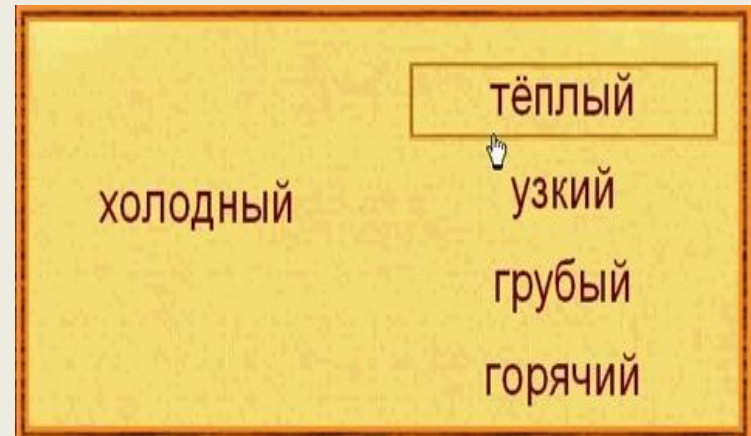 тёплый
холодный
узкий
грубый
горячий